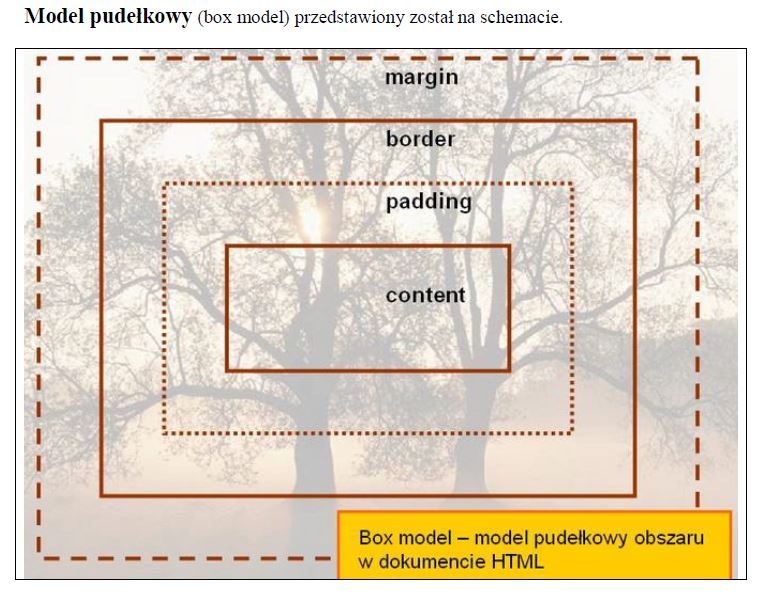 Model pudełkowy (box model) przedstawiony został na schemacie.
margin
border
padding
content
Box model – model pudełkowy obszaru
w dokumencie HTML